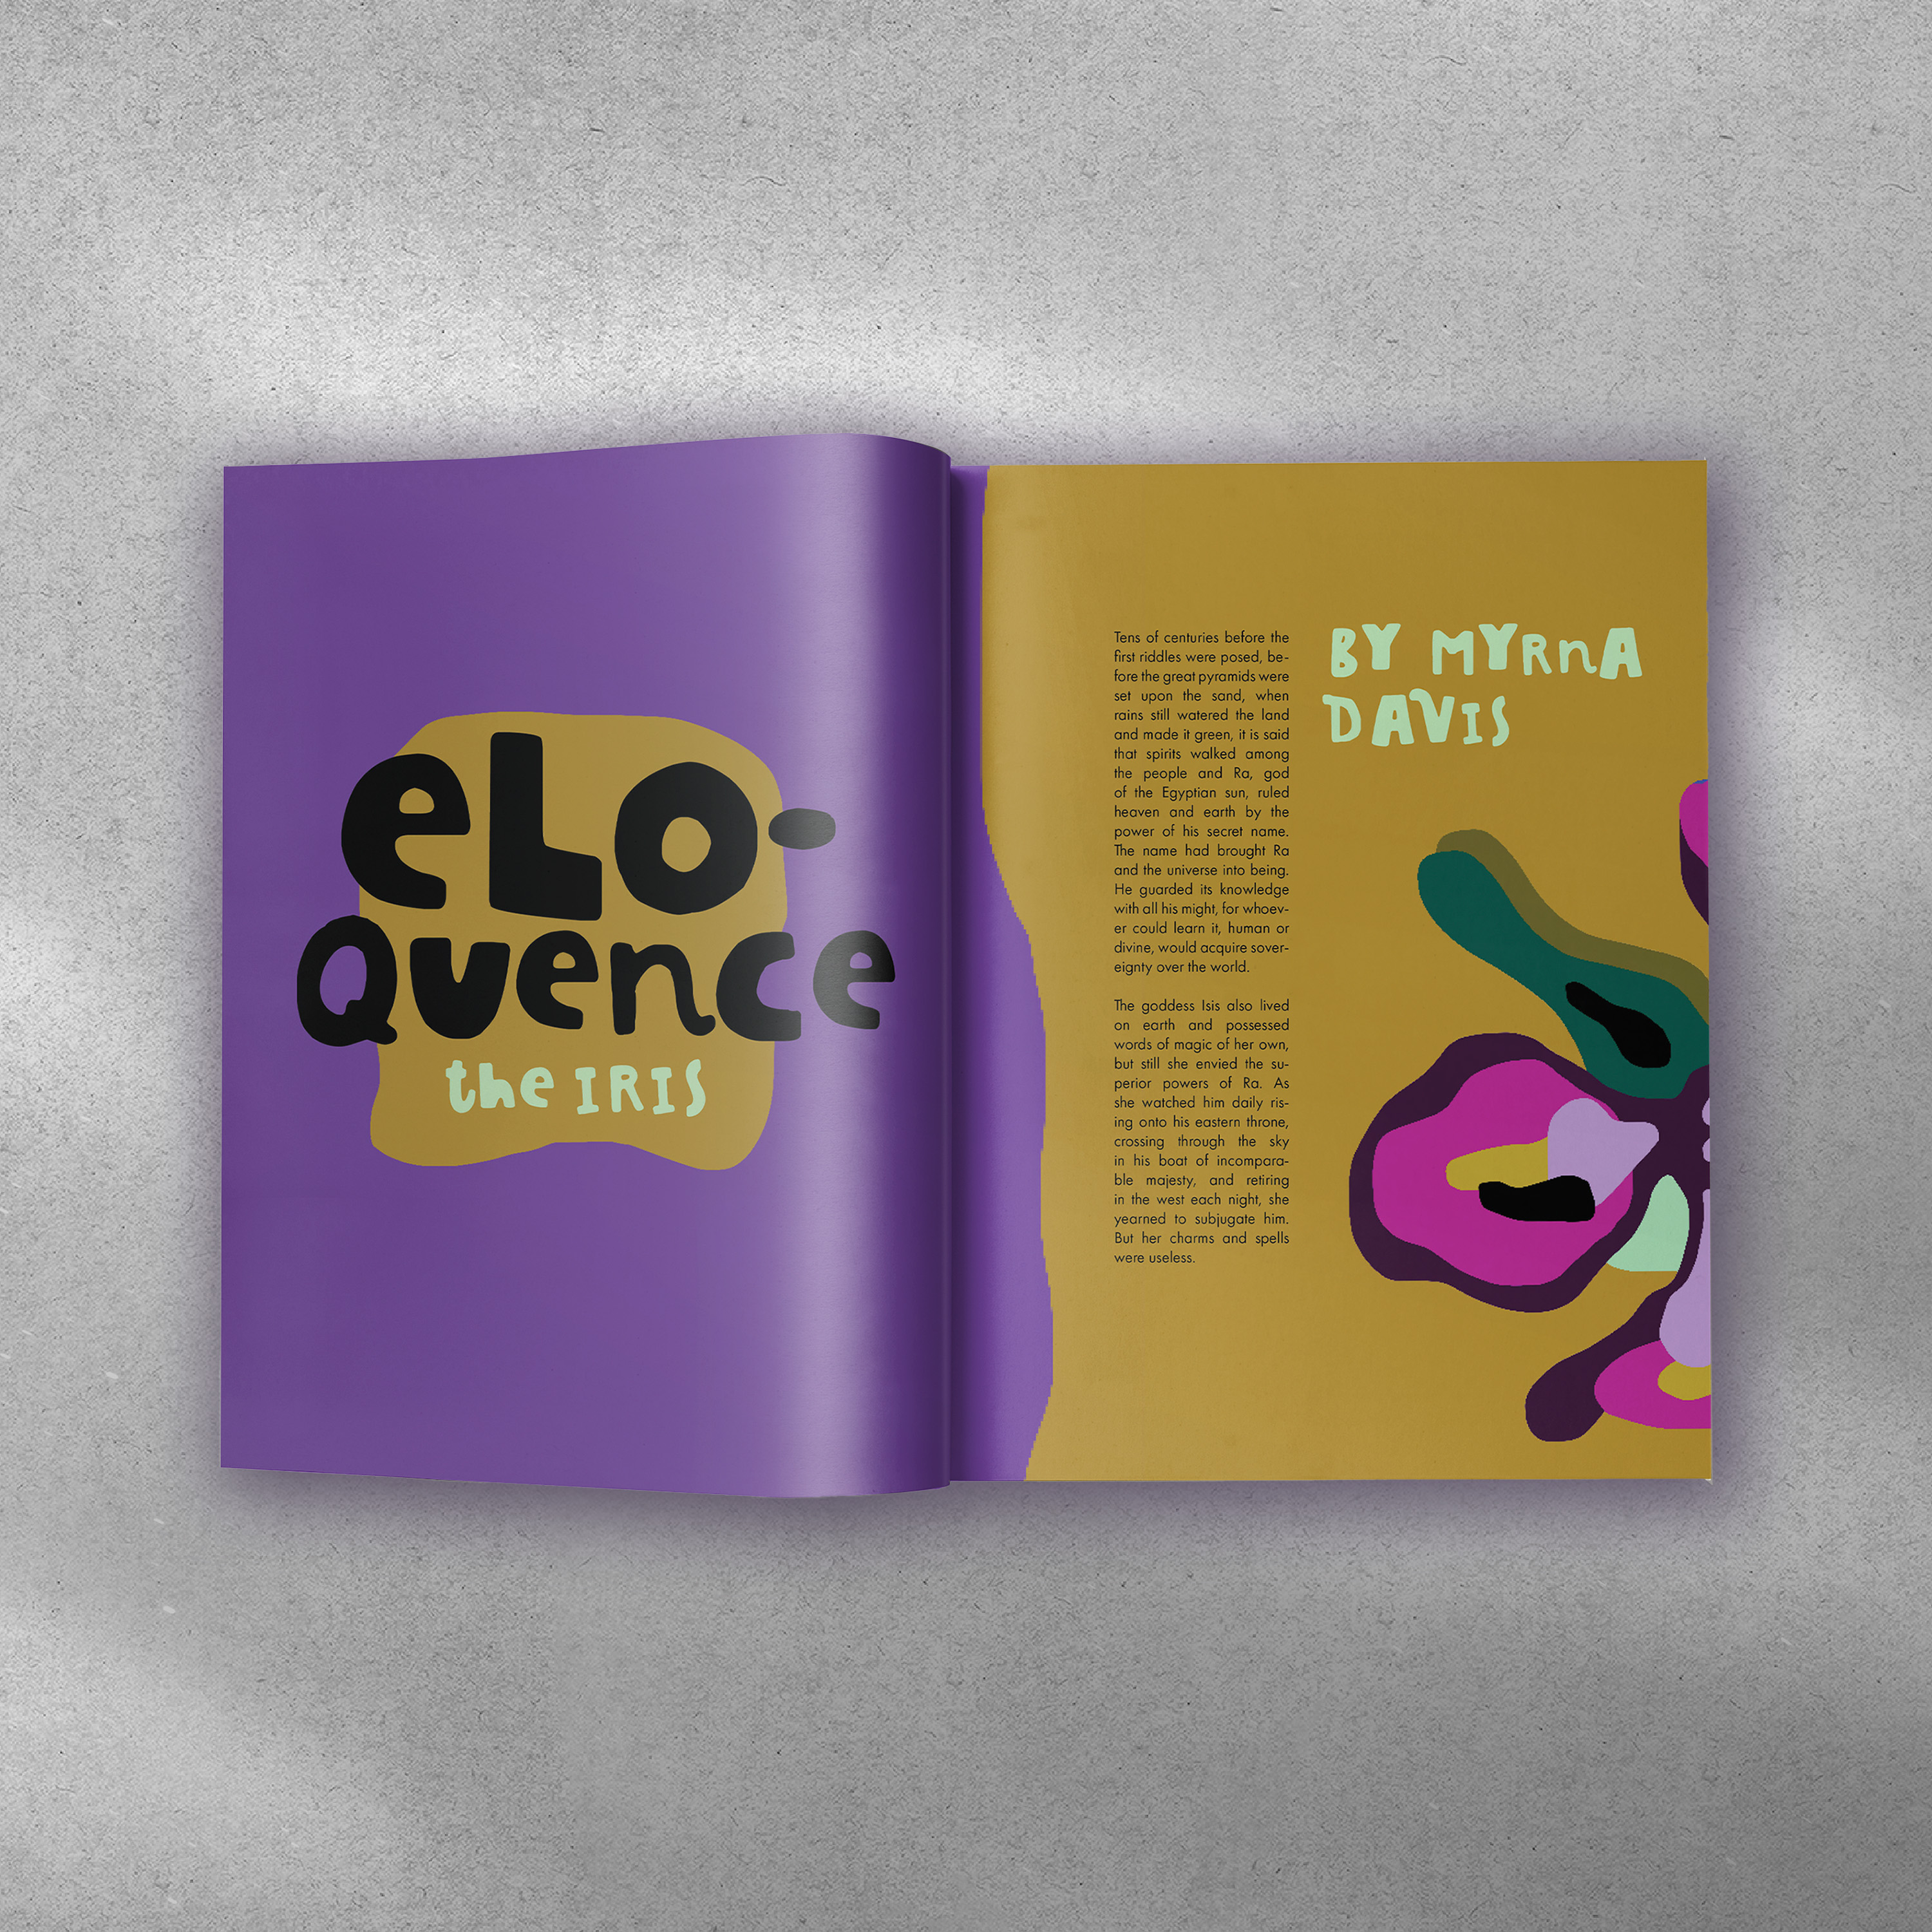 eLO-
Quence
the IRIS
BY MYRnA
DAVIS
Tens of centuries before the
first riddles were posed, be-
fore the great pyramids were
set upon the sand, when
rains still watered the land
and made it green, it is said
that spirits walked among
the people and Ra, god
of the Egyptian sun, ruled
heaven and earth by the
power of his secret name.
The name had brought Ra
and the universe into being.
He guarded its knowledge
with all his might, for whoev-
er could learn it, human or
divine, would acquire sover-
eignty over the world.
The goddess Isis also lived
on earth and possessed
words of magic of her own,
but still she envied the su-
perior powers of Ra. As
she watched him daily ris-
ing onto his eastern throne,
crossing through the sky
in his boat of incompara-
ble majesty, and retiring
in the west each night, she
yearned to subjugate him.
But her charms and spells
were useless.